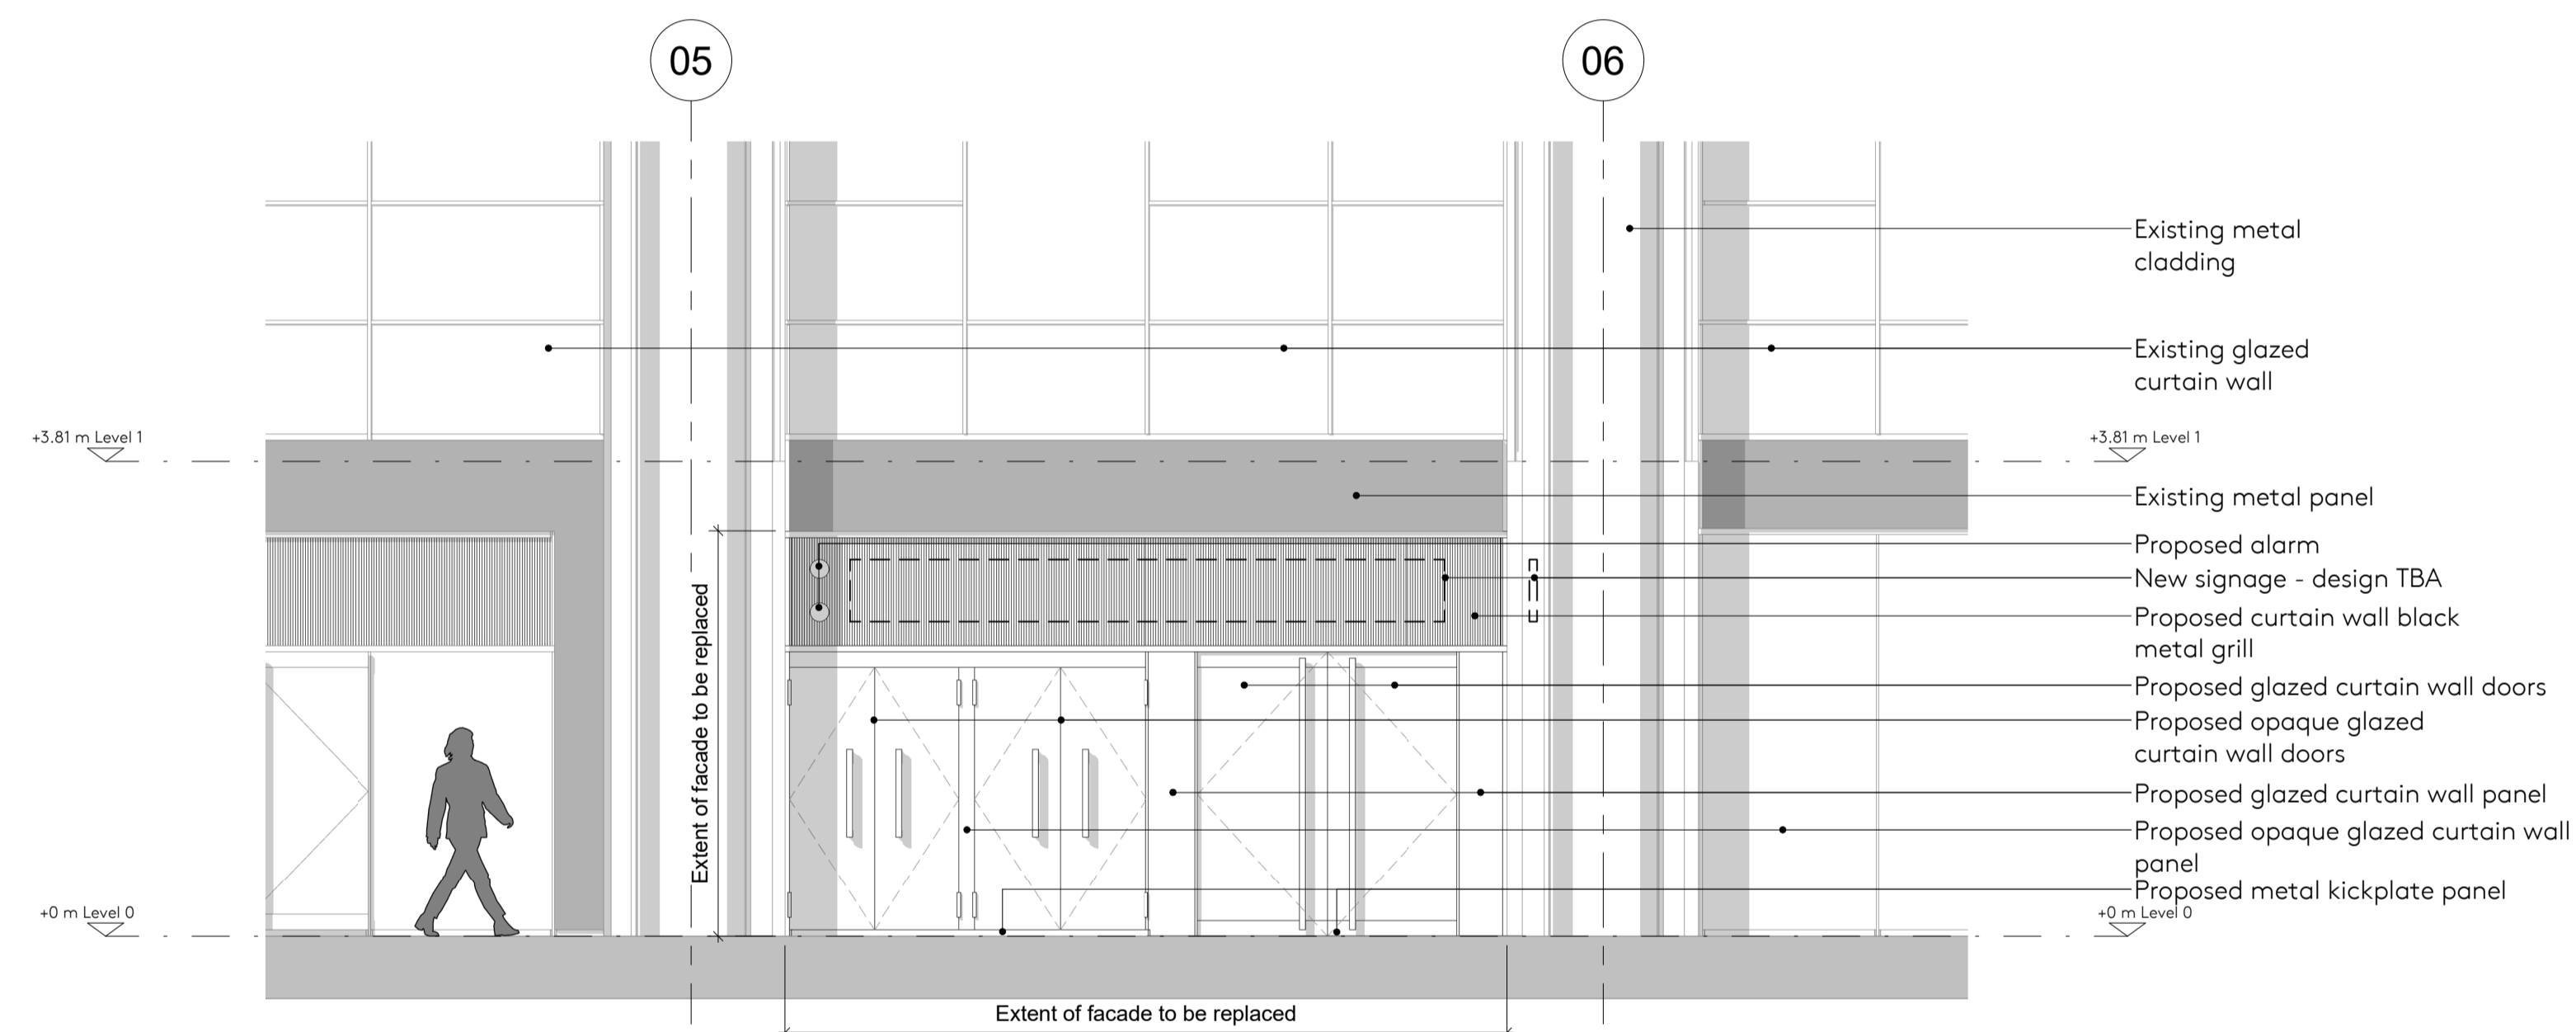 05
06
Existing metal
cladding
Existing glazed
curtain wall
+3.81 m Level 1
+3.81 m Level 1
Existing metal panel
Proposed alarm
New signage - design TBA
Proposed curtain wall black
metal grill
Extent of facade to be replaced
Proposed glazed curtain wall doors
Proposed opaque glazed
curtain wall doors
Proposed glazed curtain wall panel
Proposed opaque glazed curtain wall
panel
Proposed metal kickplate panel
+0 m Level 0
+0 m Level 0
Extent of facade to be replaced